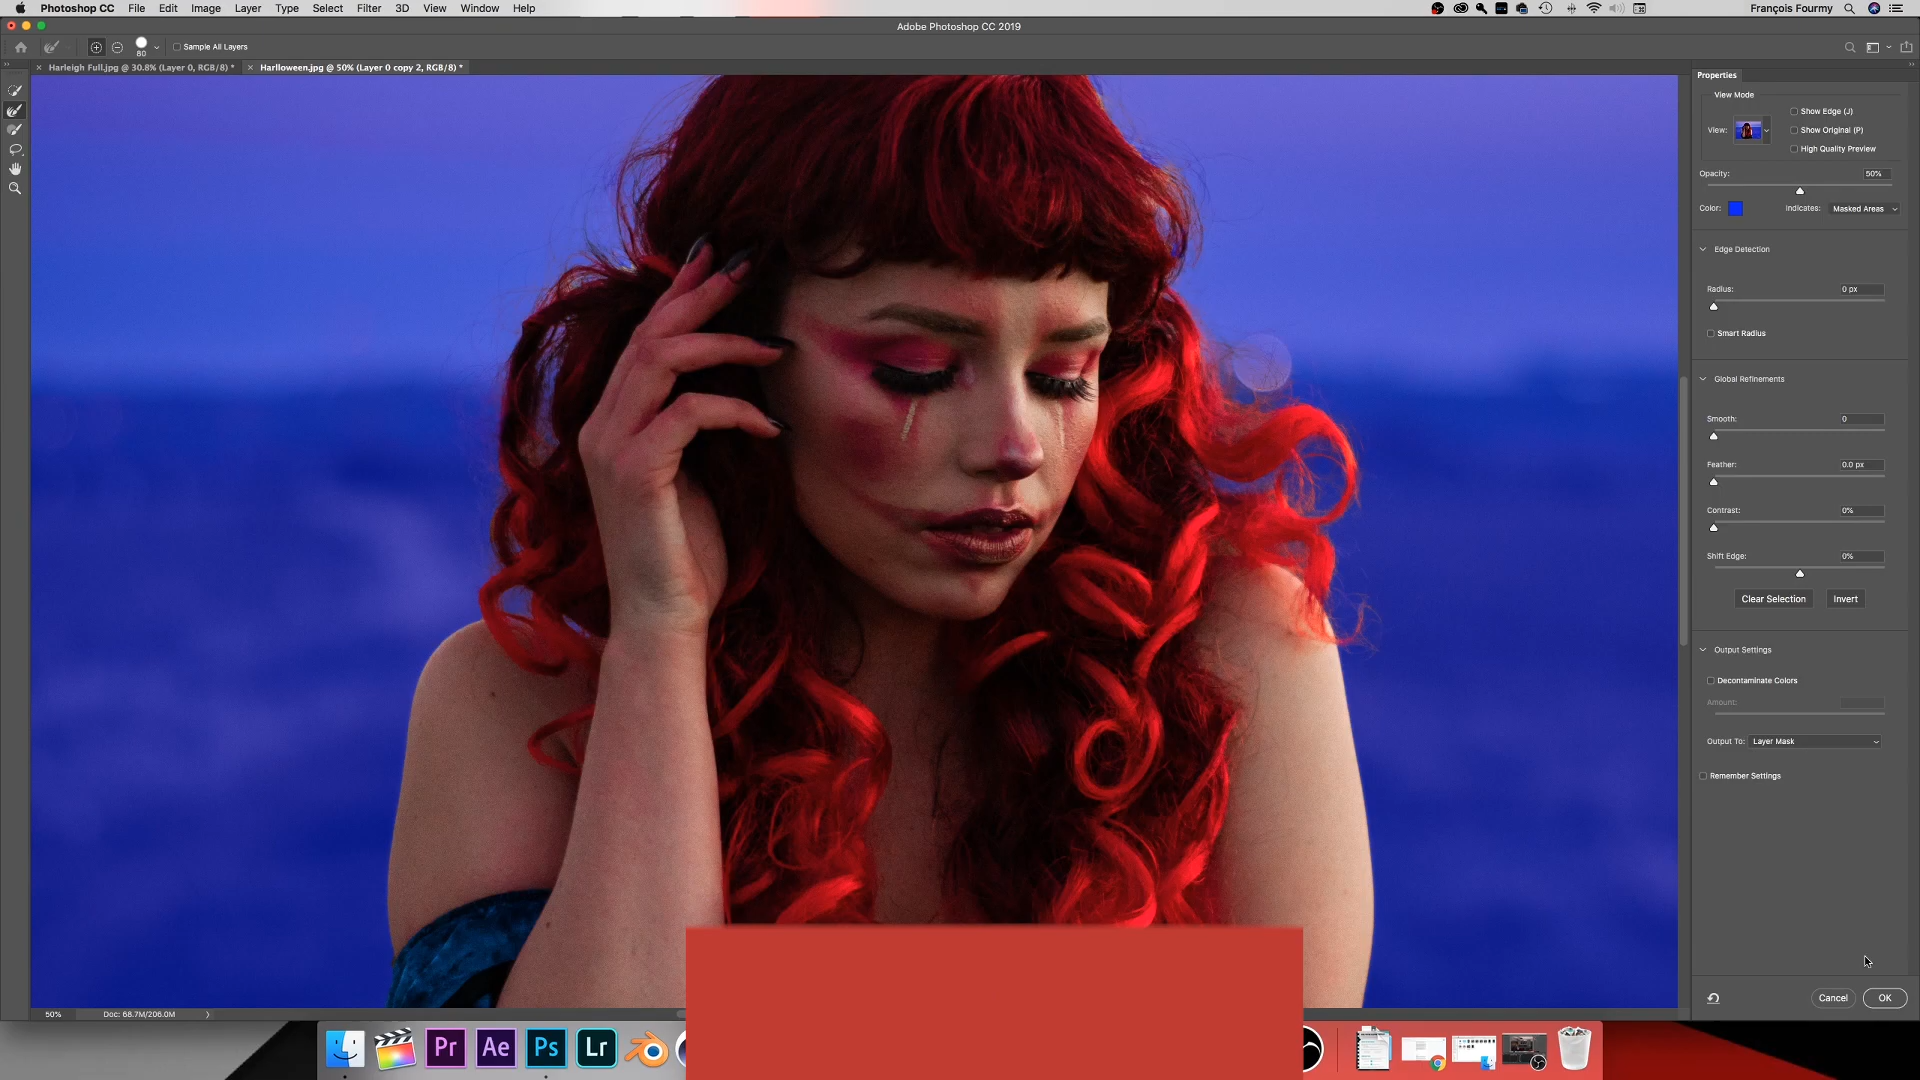 Photoshop CC File Edit Image Layer Type Select Filter 3D View Window Help François Fourmy
Adobe Photoshop CC 2019
80
Sample All Layers
Harleigh Full.jpg @ 30.8% (Layer 0, RGB/8) *
Harlloween.jpg @ 50% (Layer 0 copy 2, RGB/8) *
Properties
View Mode
Show Edge (J)
View:
Show Original (P)
High Quality Preview
Opacity: 50%
Color: Indicates: Masked Areas
Edge Detection
Radius: 0 px
Smart Radius
Global Refinements
Smooth: 0
Feather: 0.0 px
Contrast: 0%
Shift Edge: 0%
Clear Selection Invert
Output Settings
Decontaminate Colors
Amount:
Output To: Layer Mask
Remember Settings
Cancel OK
50% Doc: 68.7M/206.0M
Pr Ae Ps Lr